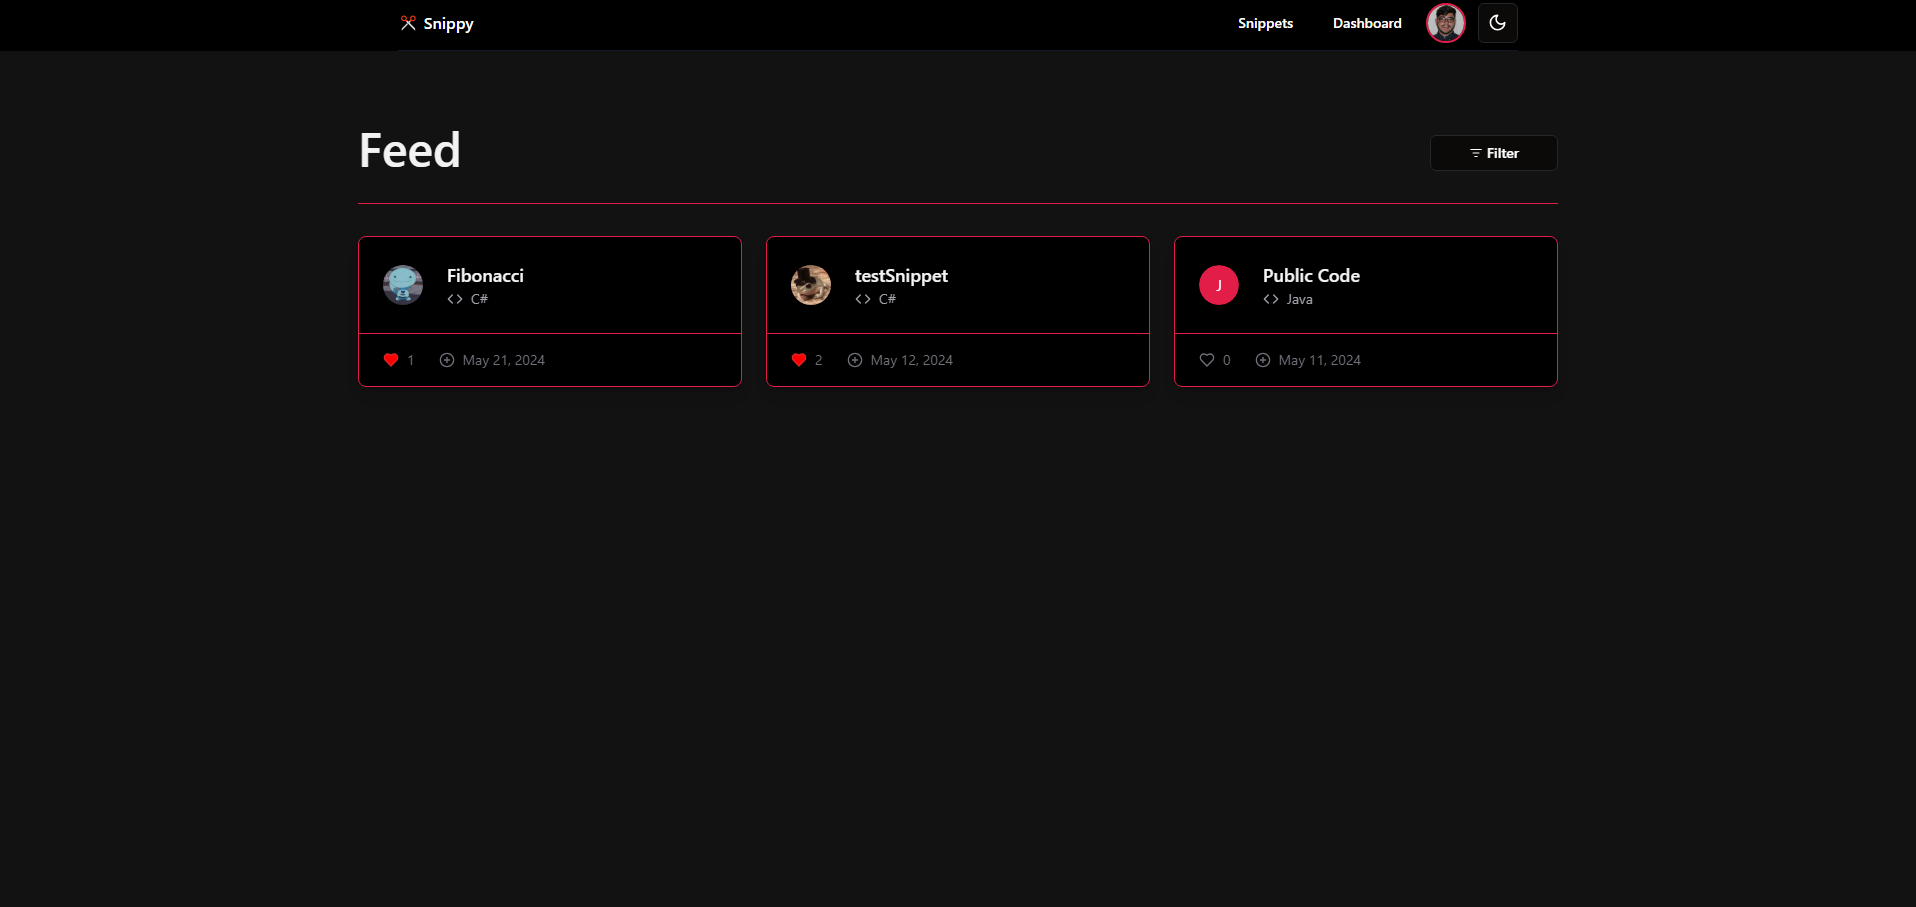 Snippy
Snippets
Dashboard
Feed
Filter
Fibonacci
C#
1
May 21, 2024
testSnippet
C#
2
May 12, 2024
J
Public Code
Java
0
May 11, 2024